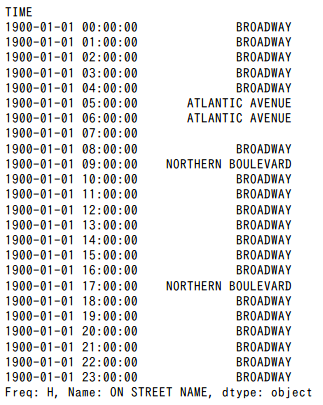 TIME
1900-01-01 00:00:00 BROADWAY
1900-01-01 01:00:00 BROADWAY
1900-01-01 02:00:00 BROADWAY
1900-01-01 03:00:00 BROADWAY
1900-01-01 04:00:00 BROADWAY
1900-01-01 05:00:00 ATLANTIC AVENUE
1900-01-01 06:00:00 ATLANTIC AVENUE
1900-01-01 07:00:00
1900-01-01 08:00:00 BROADWAY
1900-01-01 09:00:00 NORTHERN BOULEVARD
1900-01-01 10:00:00 BROADWAY
1900-01-01 11:00:00 BROADWAY
1900-01-01 12:00:00 BROADWAY
1900-01-01 13:00:00 BROADWAY
1900-01-01 14:00:00 BROADWAY
1900-01-01 15:00:00 BROADWAY
1900-01-01 16:00:00 BROADWAY
1900-01-01 17:00:00 NORTHERN BOULEVARD
1900-01-01 18:00:00 BROADWAY
1900-01-01 19:00:00 BROADWAY
1900-01-01 20:00:00 BROADWAY
1900-01-01 21:00:00 BROADWAY
1900-01-01 22:00:00 BROADWAY
1900-01-01 23:00:00 BROADWAY
Freq: H, Name: ON STREET NAME, dtype: object